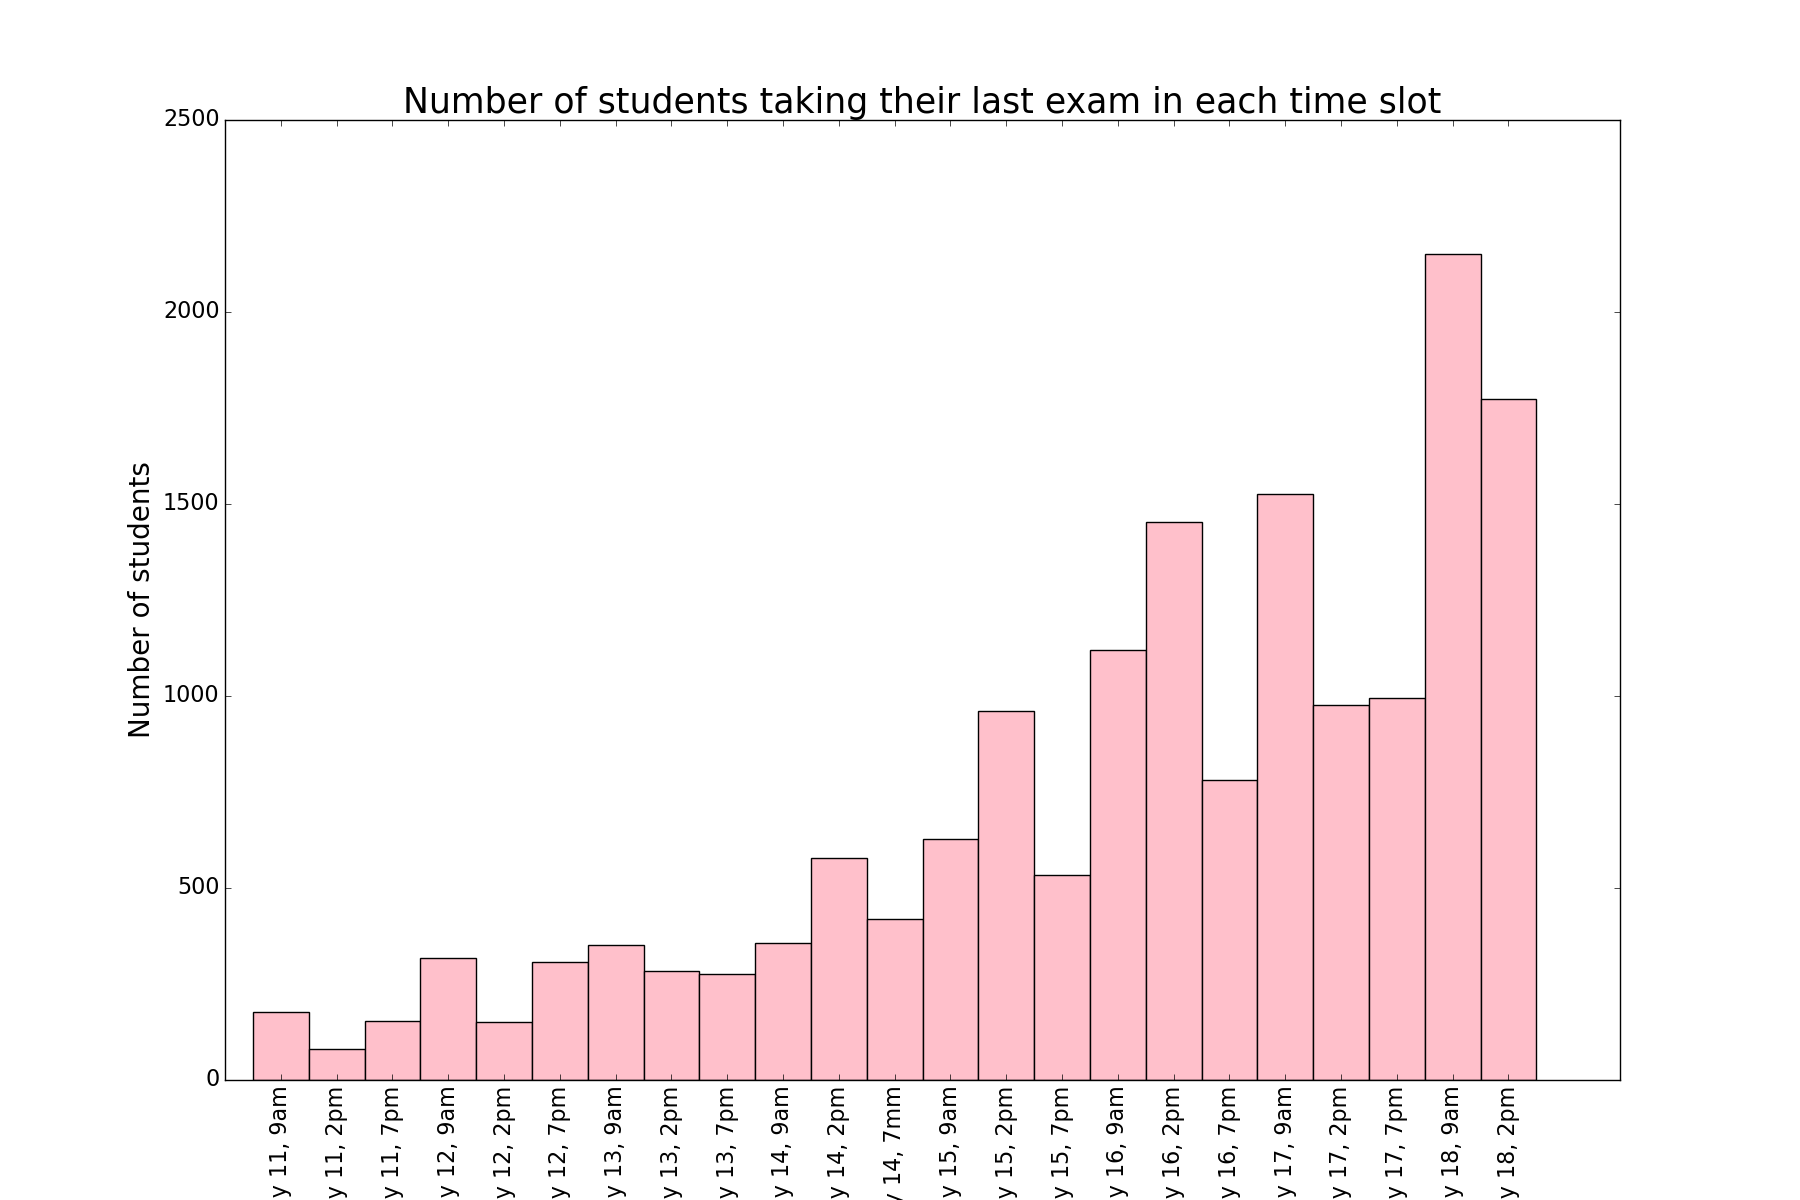 Number of students taking their last exam in each time slot
Number of students
2500
2000
1500
1000
500
0
y 11, 9am
y 11, 2pm
y 11, 7pm
y 12, 9am
y 12, 2pm
y 12, 7pm
y 13, 9am
y 13, 2pm
y 13, 7pm
y 14, 9am
y 14, 2pm
y 14, 7mm
y 15, 9am
y 15, 2pm
y 15, 7pm
y 16, 9am
y 16, 2pm
y 16, 7pm
y 17, 9am
y 17, 2pm
y 17, 7pm
y 18, 9am
y 18, 2pm